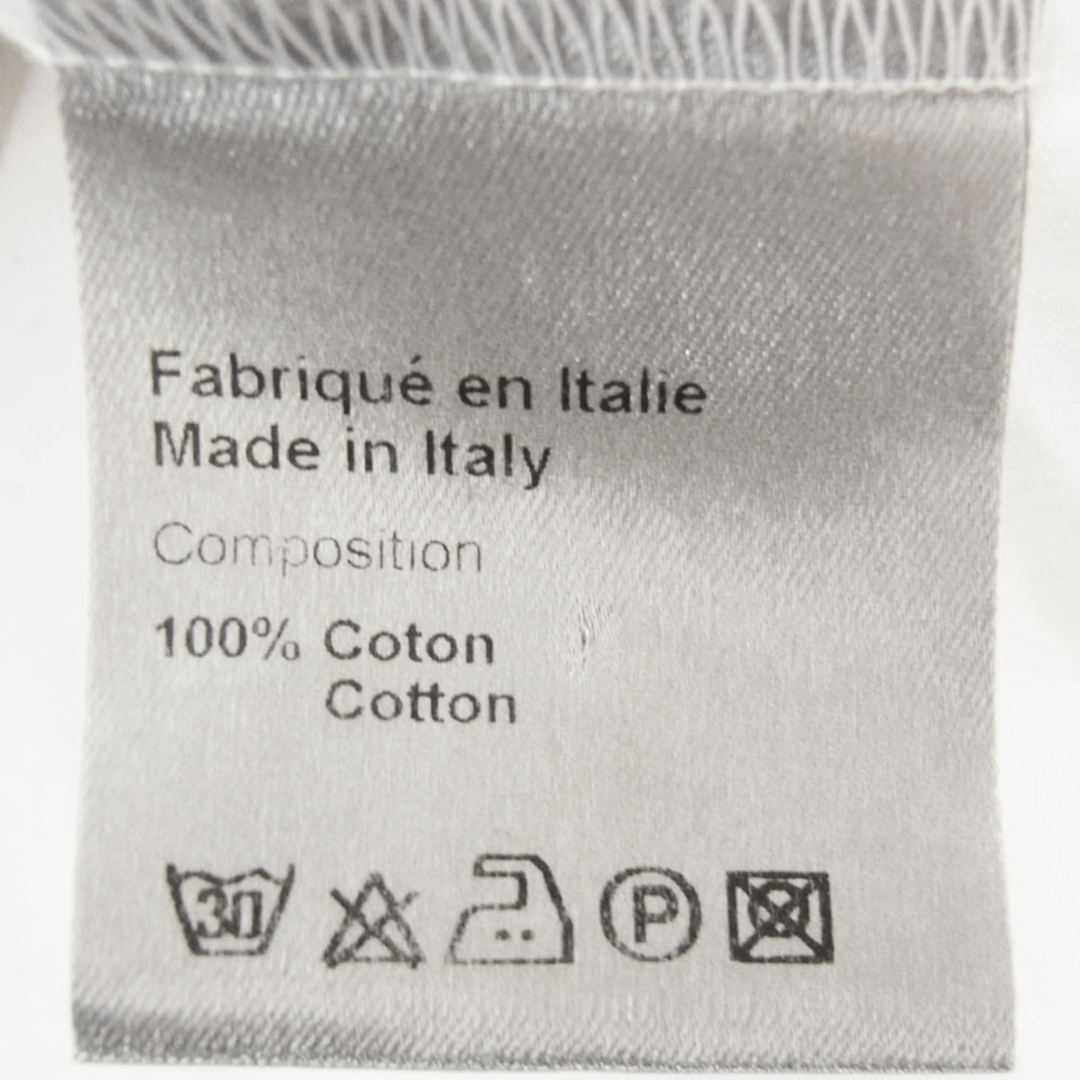 Fabriqué en Italie
Made in Italy
Composition
100% Coton
Cotton
30 P